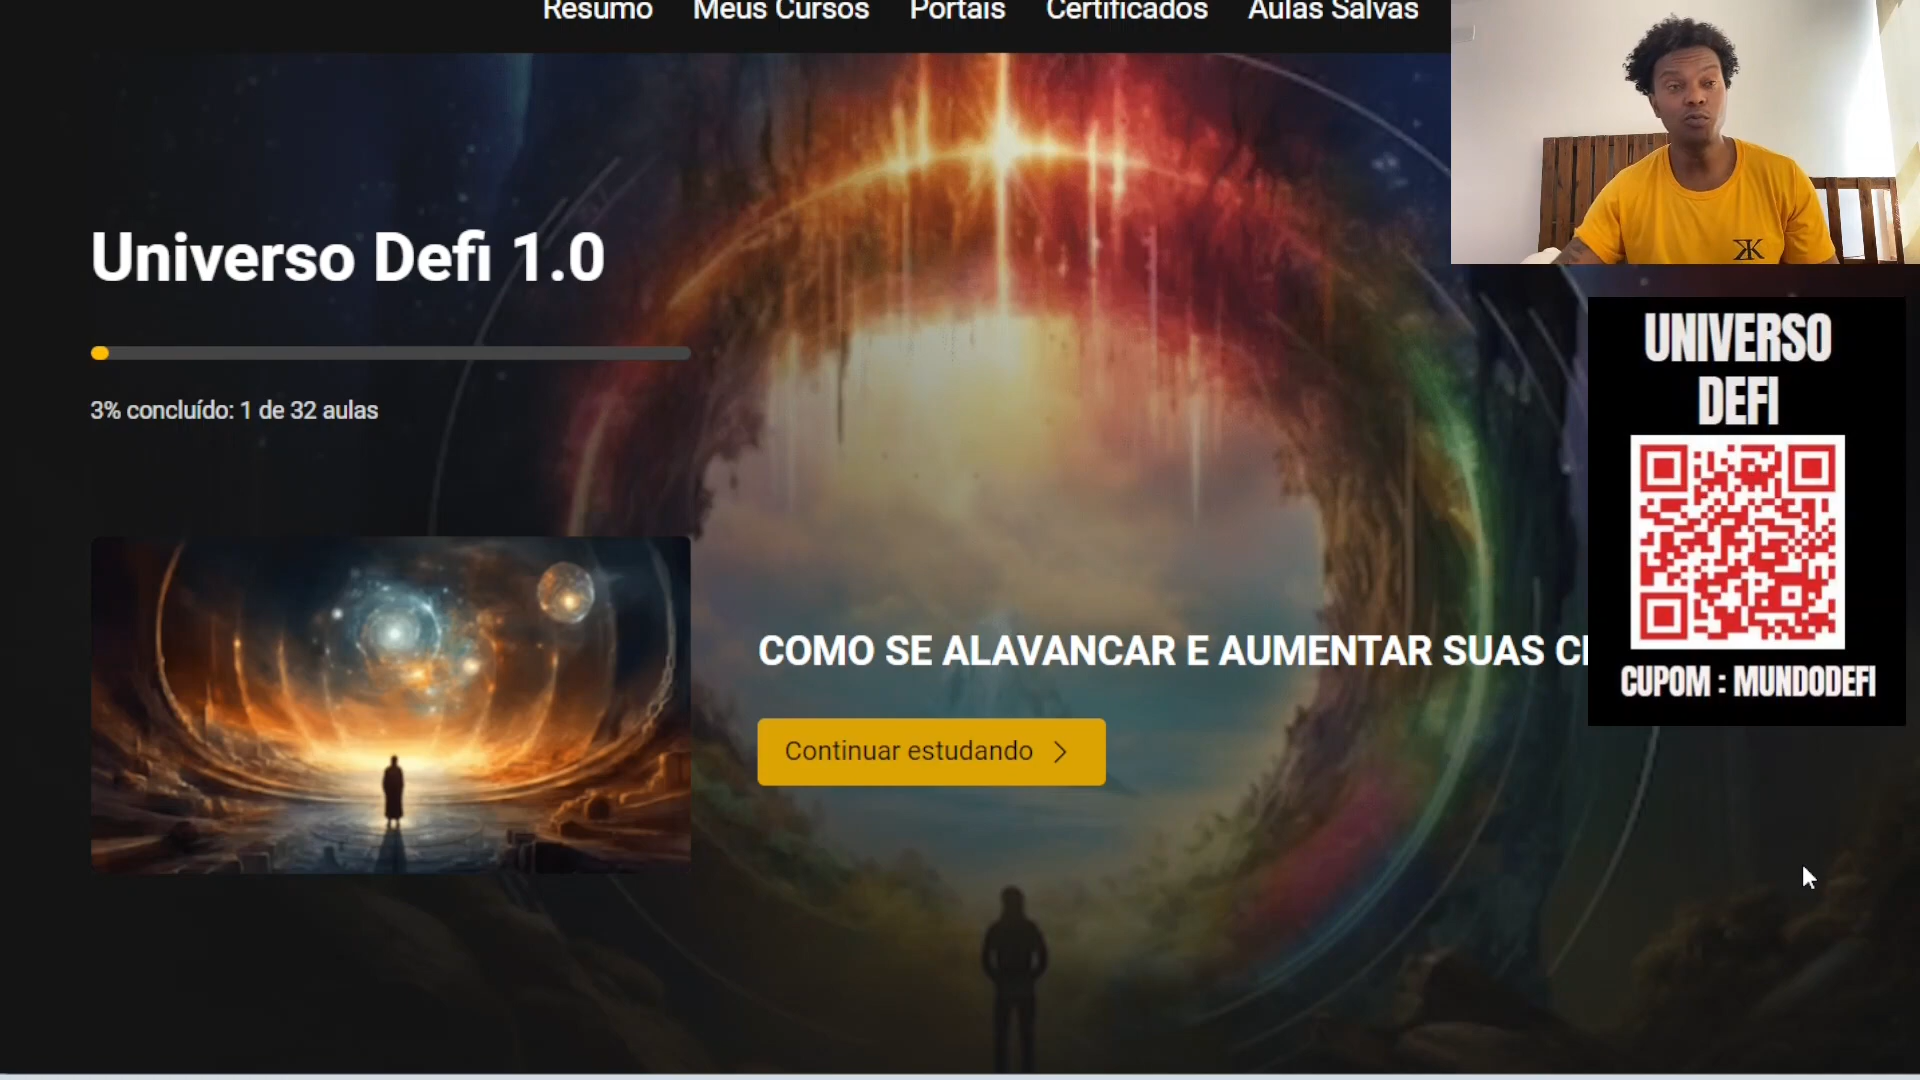 Resumo Meus Cursos Portais Certificados Aulas Salvas
Universo Defi 1.0
3% concluído: 1 de 32 aulas
COMO SE ALAVANCAR E AUMENTAR SUAS
Continuar estudando
UNIVERSO
DEFI
CUPOM : MUNDODEFI